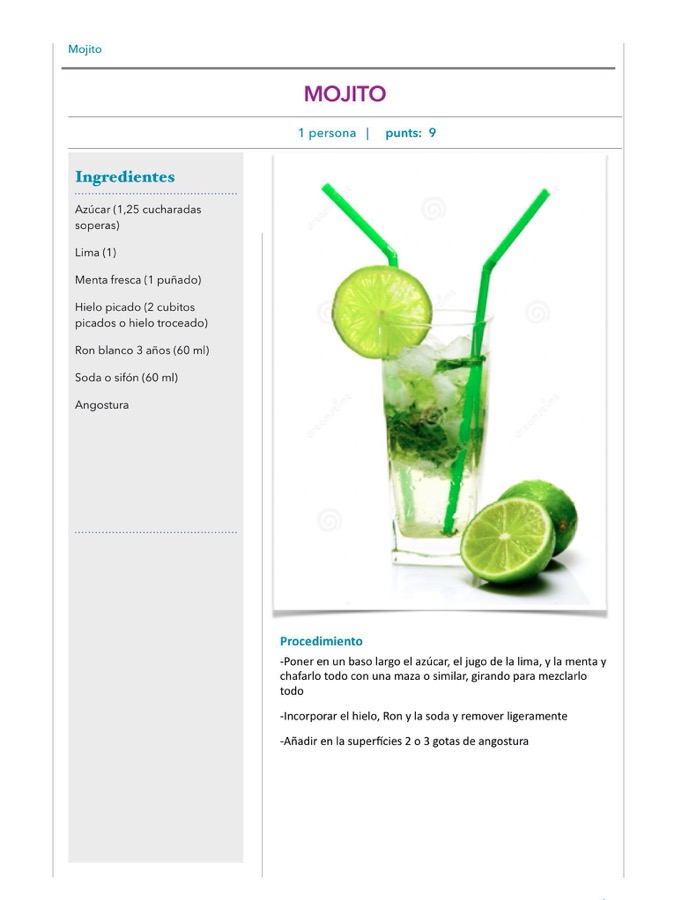 Mojito
MOJITO
1 persona | punts: 9
Ingredientes
Azúcar (1,25 cucharadas
soperas)
Lima (1)
Menta fresca (1 puñado)
Hielo picado (2 cubitos
picados o hielo troceado)
Ron blanco 3 años (60 ml)
Soda o sifón (60 ml)
Angostura
Procedimiento
-Poner en un baso largo el azúcar, el jugo de la lima, y la menta y
chafarlo todo con una maza o similar, girando para mezclarlo
todo
-Incorporar el hielo, Ron y la soda y remover ligeramente
-Añadir en la superfícies 2 o 3 gotas de angostura